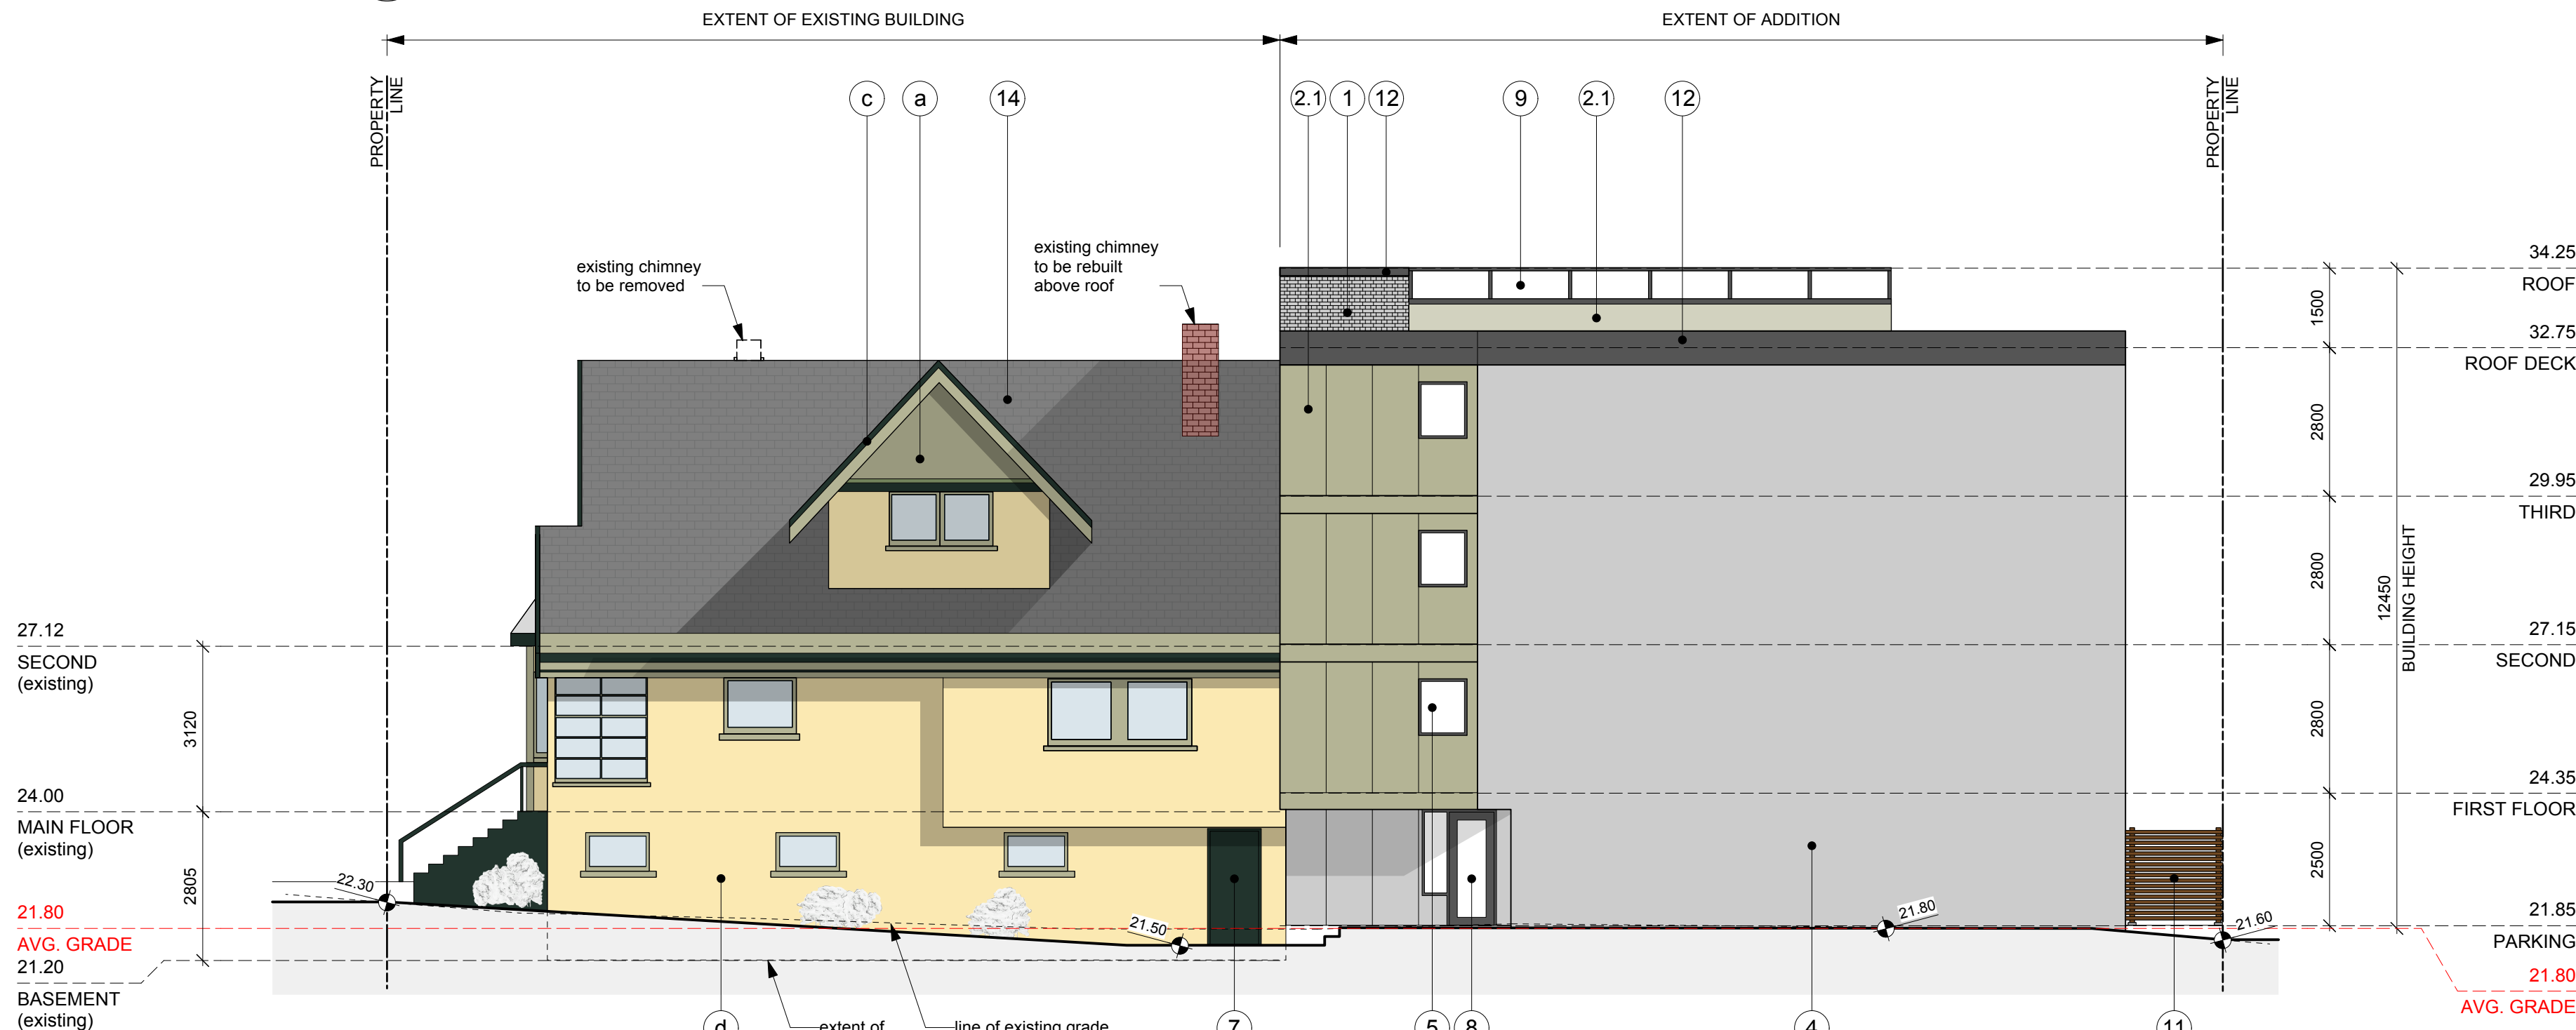 EXTENT OF EXISTING BUILDING
EXTENT OF ADDITION
PROPERTY
LINE
c
a
14
2.1
1
12
9
2.1
12
PROPERTY
LINE
existing chimney
to be removed
existing chimney
to be rebuilt
above roof
34.25
ROOF
1500
32.75
ROOF DECK
2800
29.95
THIRD
2800
12450
BUILDING HEIGHT
27.15
SECOND
2800
24.35
FIRST FLOOR
2500
21.85
PARKING
21.80
AVG. GRADE
27.12
SECOND
(existing)
3120
24.00
MAIN FLOOR
(existing)
2805
21.80
AVG. GRADE
21.20
BASEMENT
(existing)
22.30
21.50
21.80
21.60
d
extent of
line of existing grade
7
5
8
4
11